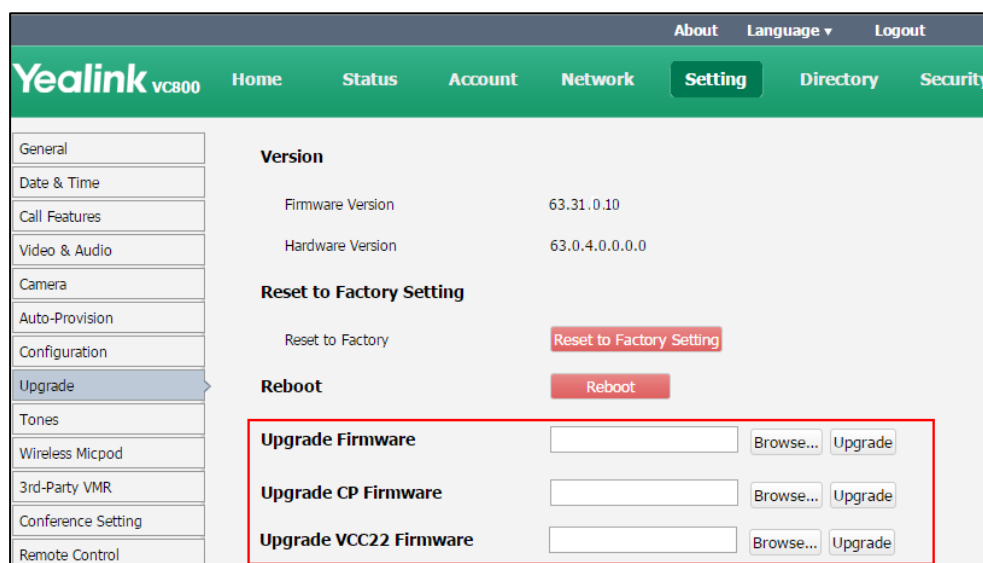 About Language ▾ Logout
Yealink VC800 Home Status Account Network Setting Directory Security
General
Date & Time
Call Features
Video & Audio
Camera
Auto-Provision
Configuration
Upgrade
Tones
Wireless Micpod
3rd-Party VMR
Conference Setting
Remote Control
Version
Firmware Version 63.31.0.10
Hardware Version 63.0.4.0.0.0.0
Reset to Factory Setting
Reset to Factory Reset to Factory Setting
Reboot Reboot
Upgrade Firmware Browse... Upgrade
Upgrade CP Firmware Browse... Upgrade
Upgrade VCC22 Firmware Browse... Upgrade